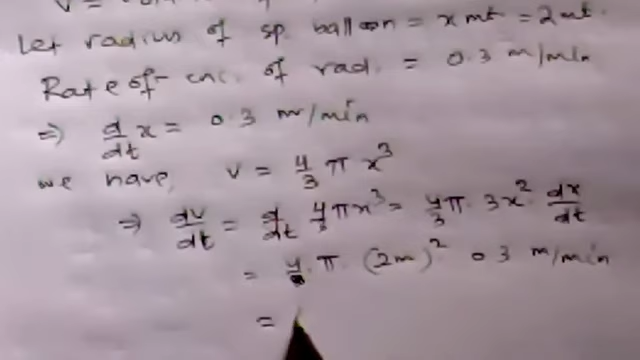 V =
Let radius of sp. balloon = x mt = 2 mt.
Rate of inc. of rad. = 0.3 m/min
⇒ d/dt x = 0.3 m/min
we have, V = 4/3 π x³
⇒ dv/dt = d/dt 4/3 πx³ = 4/3 π. 3x². dx/dt
= 4. π. (2m)² 0.3 m/min
=